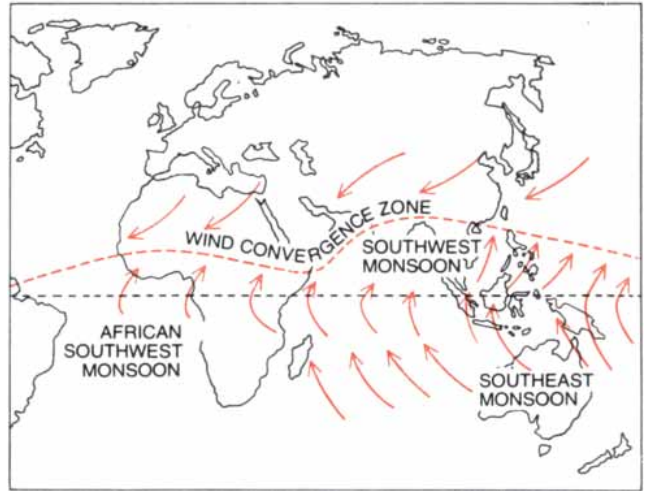 WIND CONVERGENCE ZONE
SOUTHWEST
MONSOON
AFRICAN
SOUTHWEST
MONSOON
SOUTHEAST
MONSOON